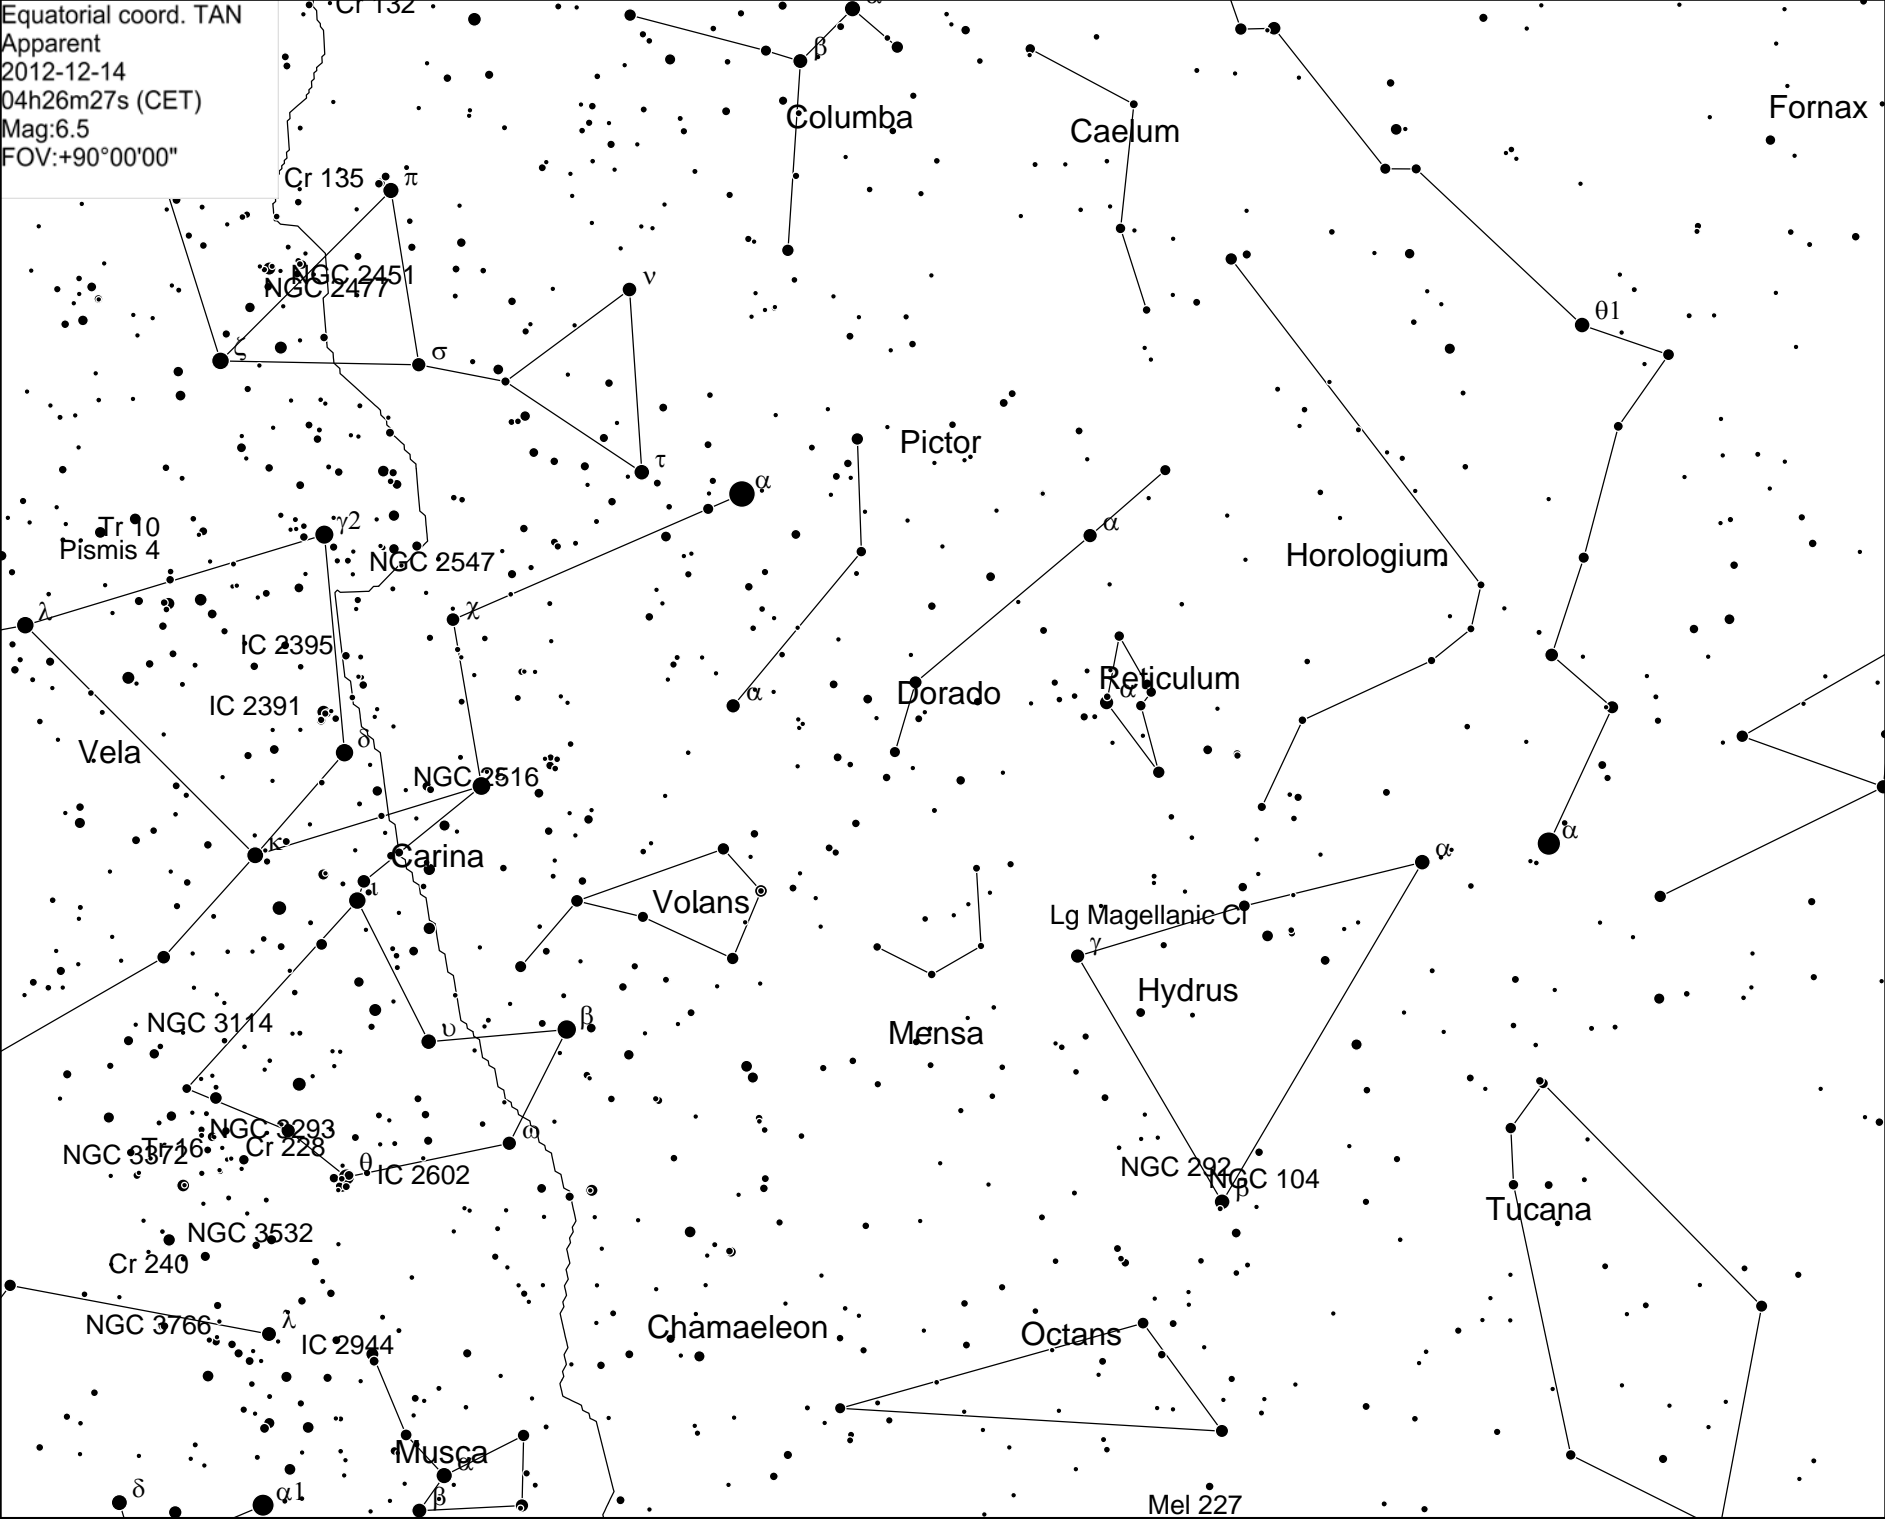 Equatorial coord. TAN
Apparent
2012-12-14
04h26m27s (CET)
Mag:6.5
FOV:+90°00'00"
Cr 132
α
β
Columba
Caelum
Fornax
Cr 135
π
NGC 2451
NGC 2477
ν
θ1
ζ
σ
Pictor
τ
α
γ2
Tr 10
Pismis 4
NGC 2547
α
Horologium
λ
χ
IC 2395
Reticulum
α
Dorado
α
IC 2391
δ
Vela
NGC 2516
κ
Carina
ι
Volans
α
α
Lg Magellanic Cl
γ
Hydrus
NGC 3114
υ
β
Mensa
NGC 3293
Tr 16
Cr 228
NGC 3372
ω
θ
IC 2602
NGC 292
NGC 104
β
Tucana
NGC 3532
Cr 240
NGC 3766
λ
IC 2944
Chamaeleon
Octans
Musca
α
δ
α1
β
Mel 227